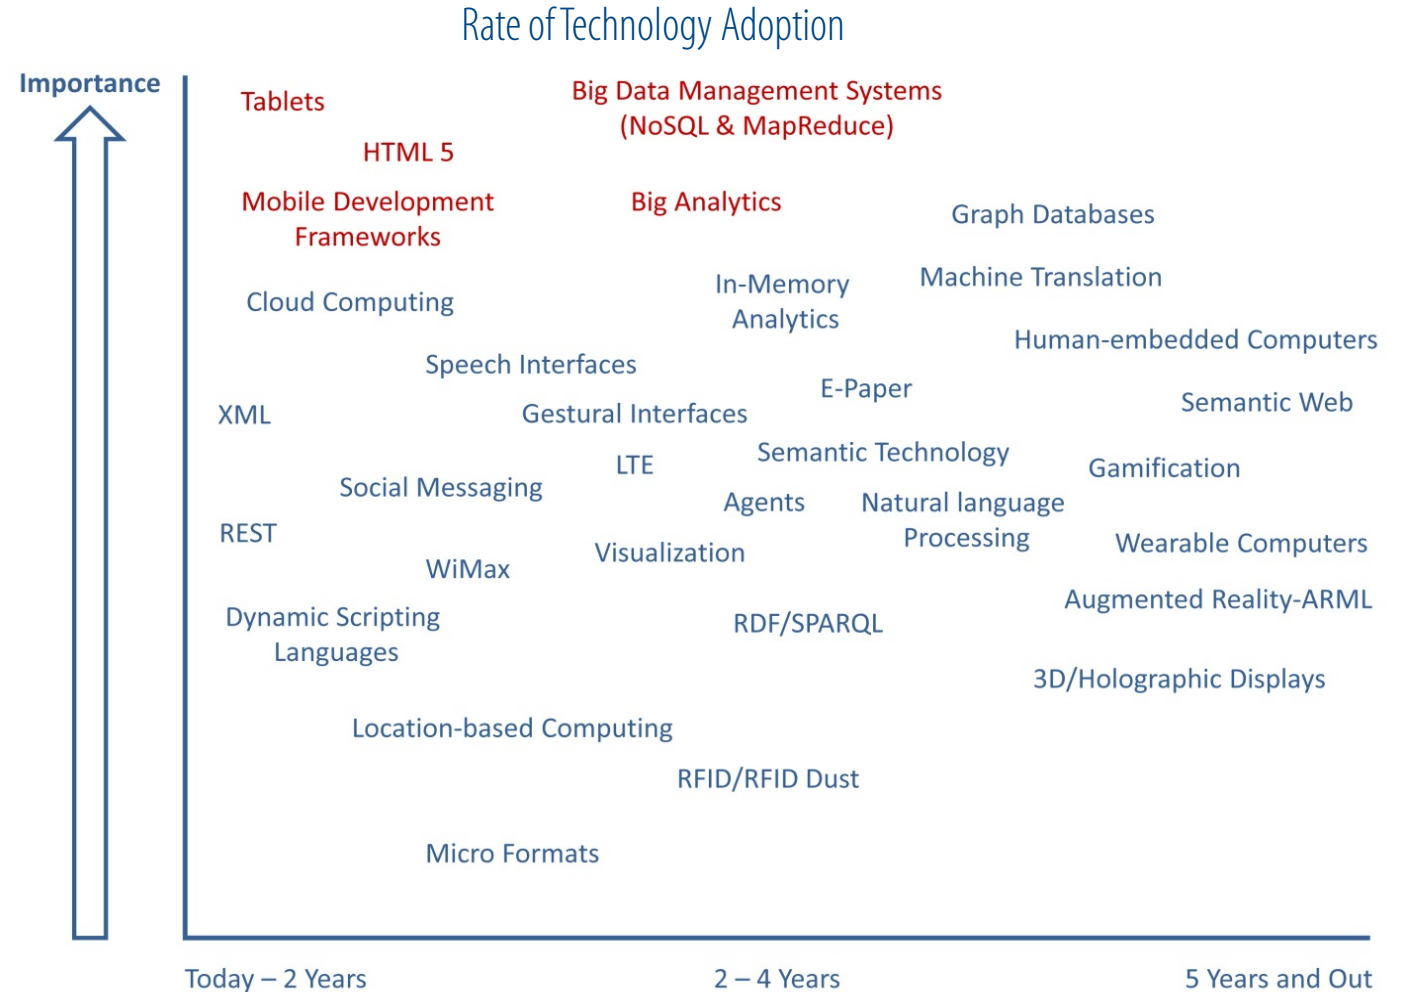 Rate of Technology Adoption
Importance
Tablets
Big Data Management Systems
(NoSQL & MapReduce)
HTML 5
Mobile Development
Frameworks
Big Analytics
Graph Databases
Cloud Computing
In-Memory
Analytics
Machine Translation
Human-embedded Computers
Speech Interfaces
E-Paper
Semantic Web
XML
Gestural Interfaces
Semantic Technology
LTE
Gamification
Social Messaging
Agents
Natural language
Processing
REST
Visualization
Wearable Computers
WiMax
Augmented Reality-ARML
Dynamic Scripting
Languages
RDF/SPARQL
3D/Holographic Displays
Location-based Computing
RFID/RFID Dust
Micro Formats
Today – 2 Years
2 – 4 Years
5 Years and Out